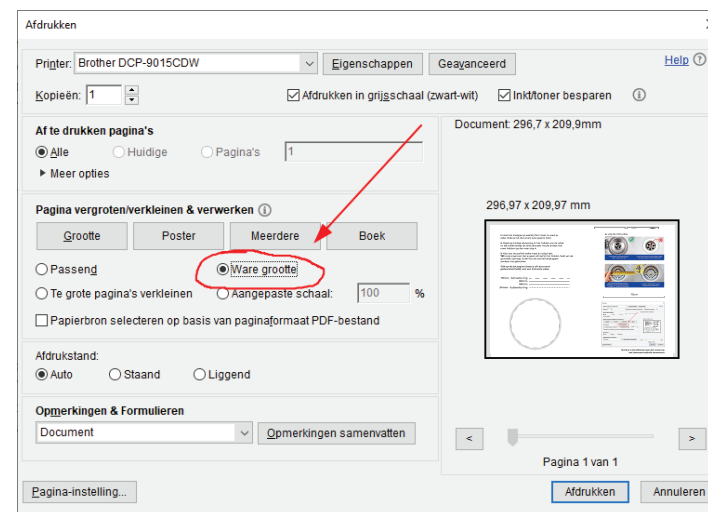 Afdrukken
Printer: Brother DCP-9015CDW Eigenschappen Geavanceerd Help
Kopieën: 1 Afdrukken in grijsschaal (zwart-wit) Inkt/toner besparen
Af te drukken pagina's
Alle Huidige Pagina's 1
Meer opties
Pagina vergroten/verkleinen & verwerken
Grootte Poster Meerdere Boek
Passend Ware grootte
Te grote pagina's verkleinen Aangepaste schaal: 100 %
Papierbron selecteren op basis van paginaformaat PDF-bestand
Afdrukstand:
Auto Staand Liggend
Opmerkingen & Formulieren
Document Opmerkingen samenvatten
Document: 296,7 x 209,9mm
296,97 x 209,97 mm
< >
Pagina 1 van 1
Pagina-instelling... Afdrukken Annuleren